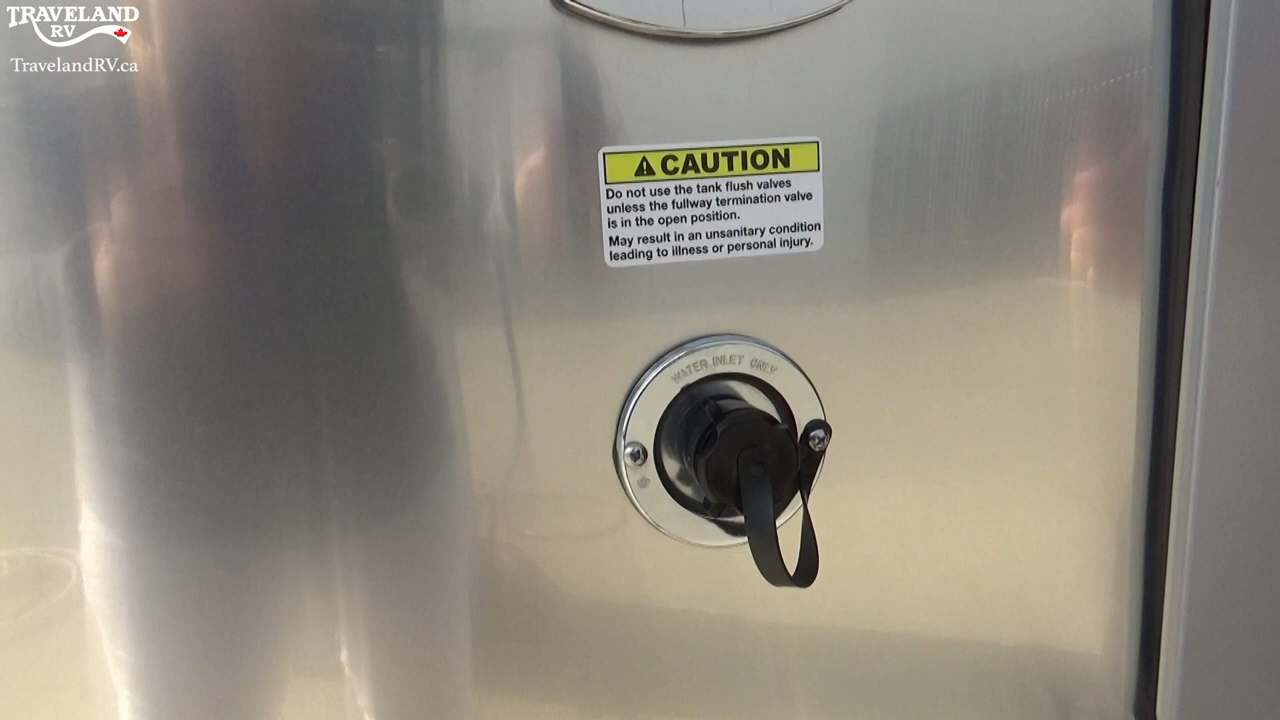 TRAVELAND
RV
TravelandRV.ca
CAUTION
Do not use the tank flush valves
unless the fullway termination valve
is in the open position.
May result in an unsanitary condition
leading to illness or personal injury.
WATER INLET ONLY